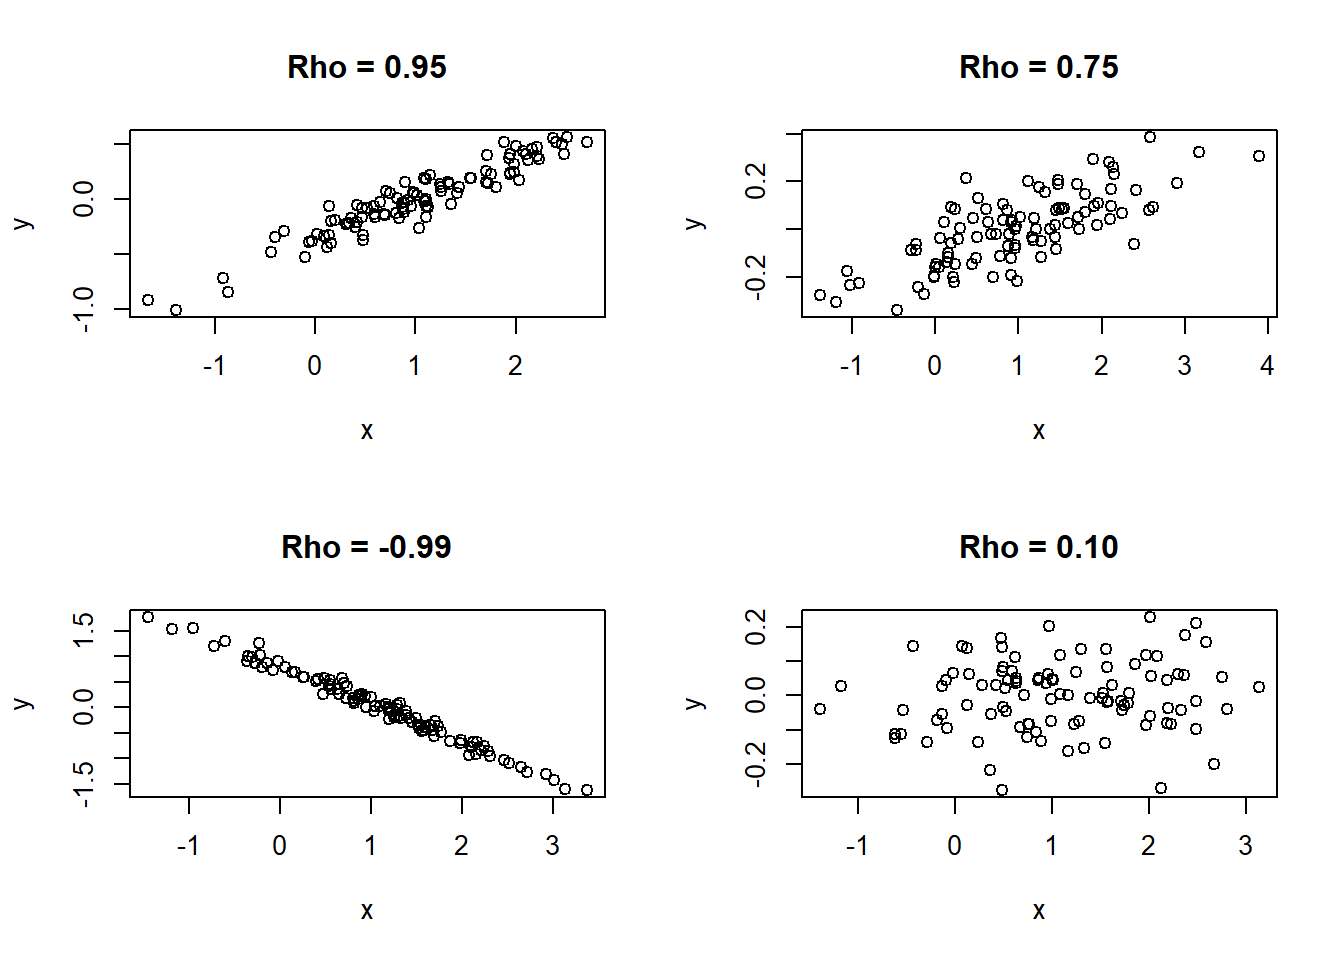 Rho = 0.95
y
0.0
-1.0
-1 0 1 2
x
Rho = 0.75
y
0.2
-0.2
-1 0 1 2 3 4
x
Rho = -0.99
y
1.5
0.0
-1.5
-1 0 1 2 3
x
Rho = 0.10
y
0.2
0.0
-0.2
-1 0 1 2 3
x